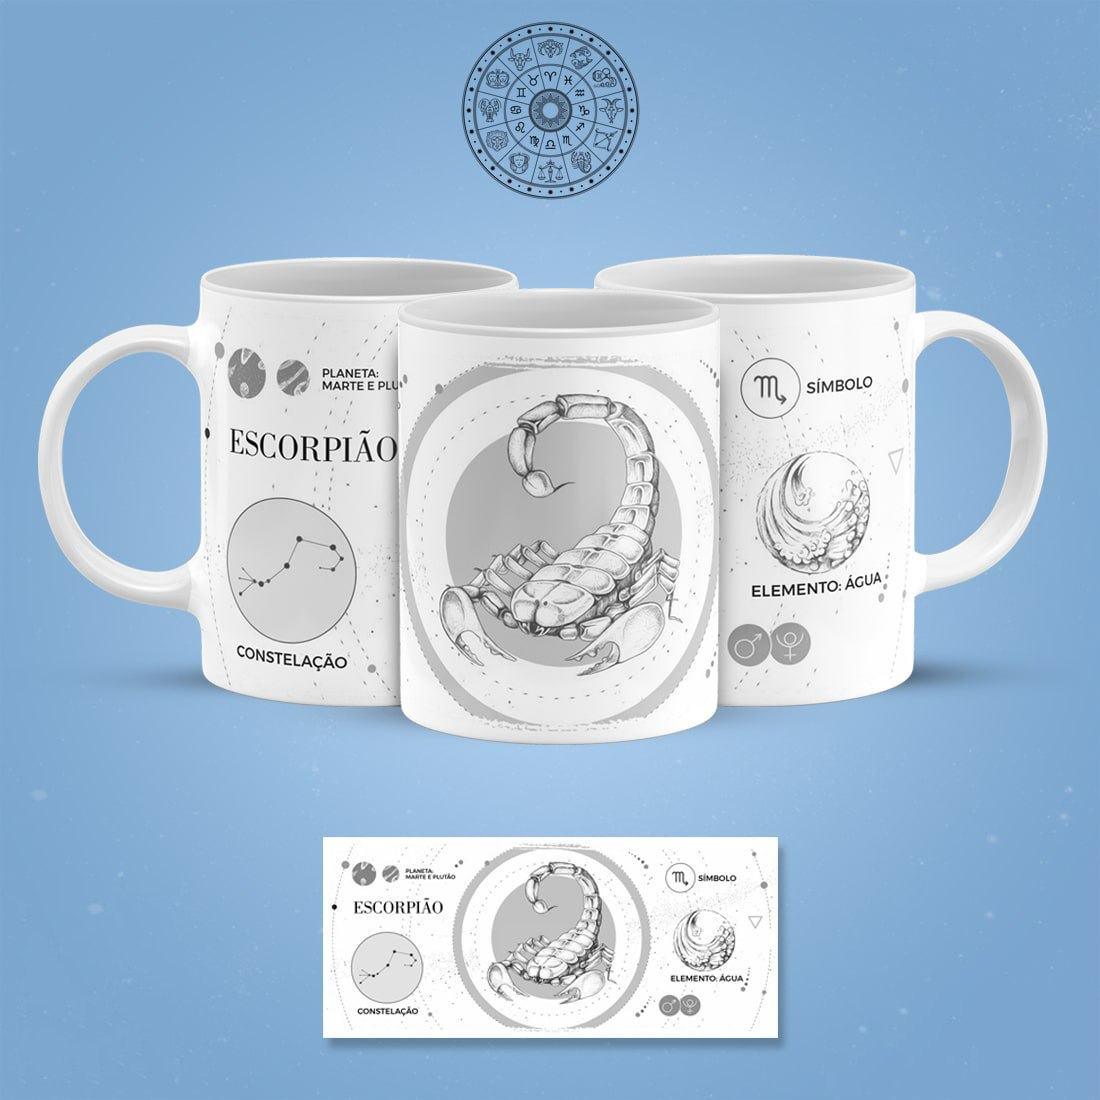 PLANETA:
MARTE E PLU
ESCORPIÃO
CONSTELAÇÃO
SÍMBOLO
ELEMENTO: ÁGUA
PLANETA:
MARTE E PLUTÃO
ESCORPIÃO
CONSTELAÇÃO
SÍMBOLO
ELEMENTO: ÁGUA